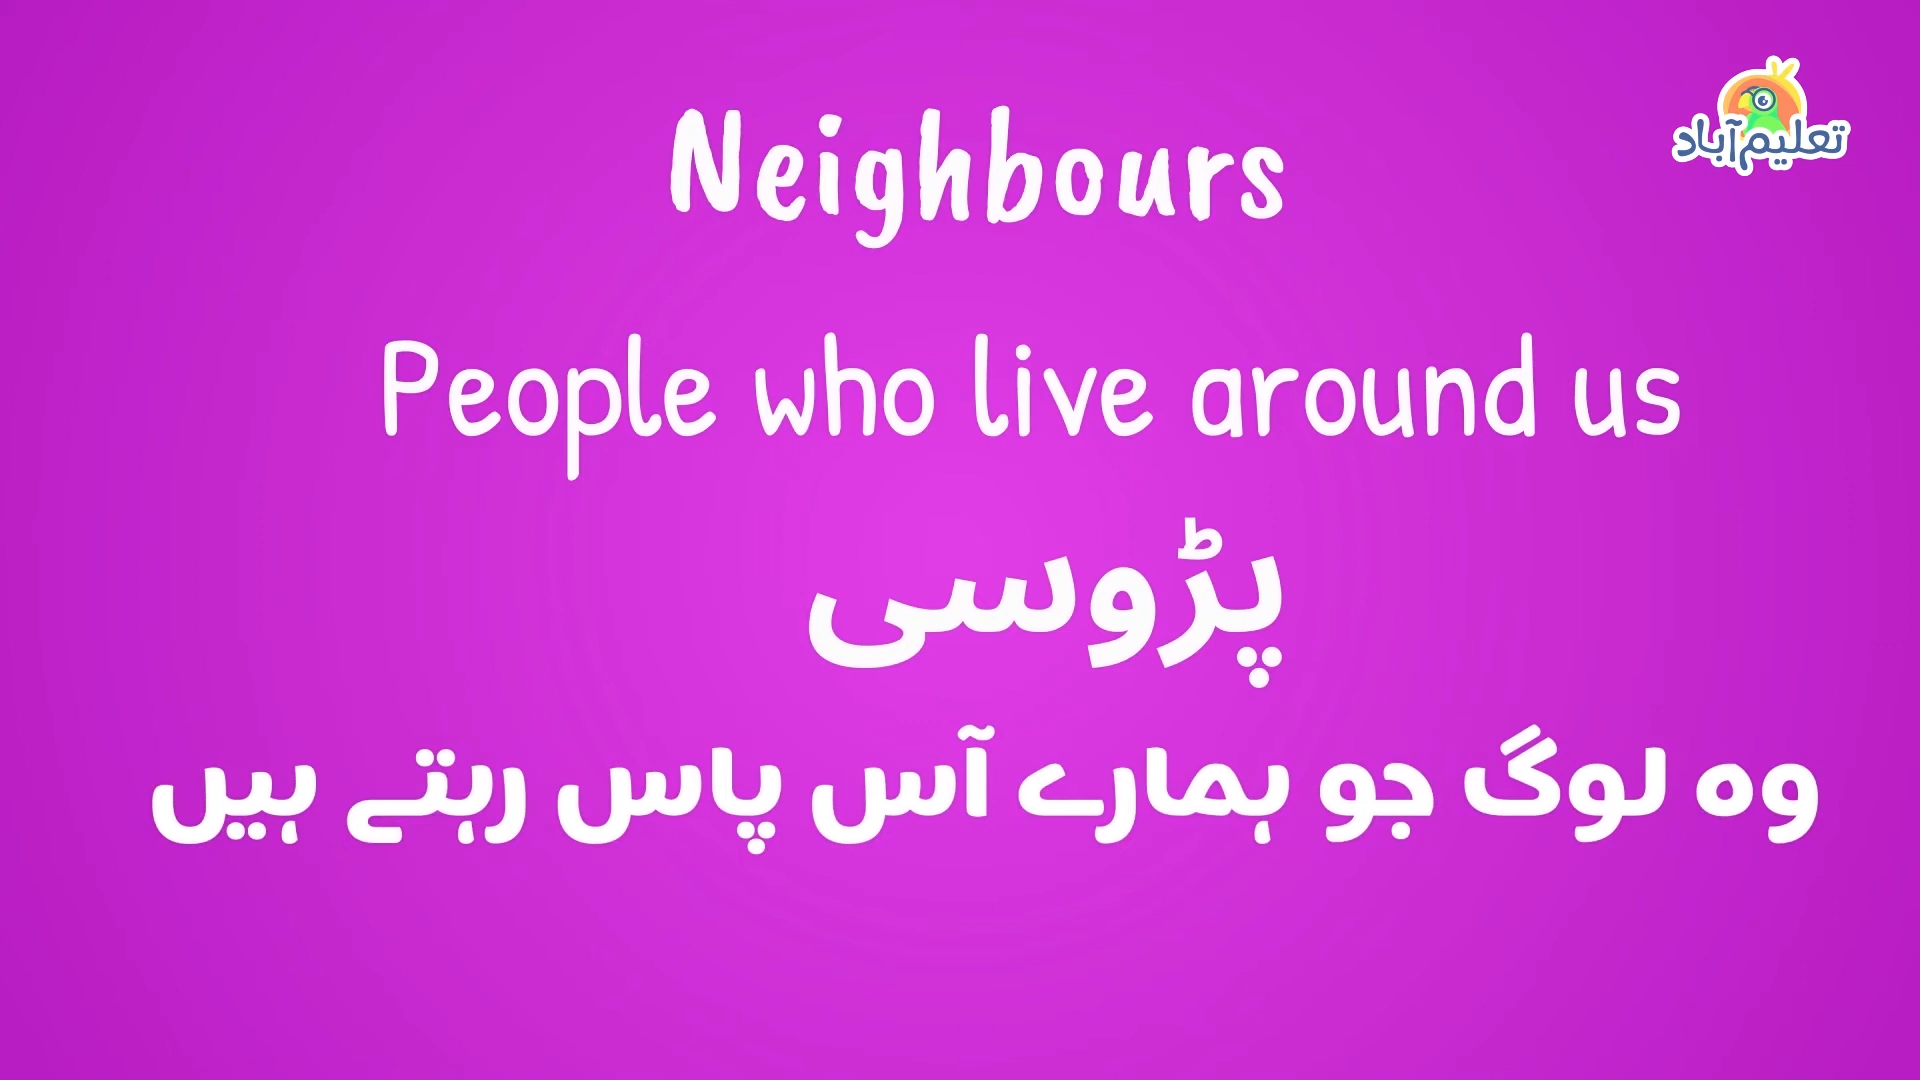 تعلیم آباد
Neighbours
People who live around us
پڑوسی
وہ لوگ جو ہمارے آس پاس رہتے ہیں